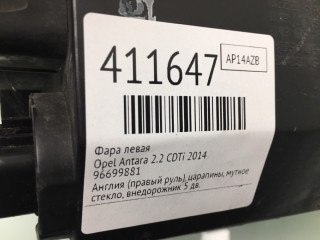 411647
AP14AZB
Фара левая
Opel Antara 2.2 CDTi 2014
96699881
Англия (правый руль) царапины, мутное
стекло, внедорожник 5 дв.